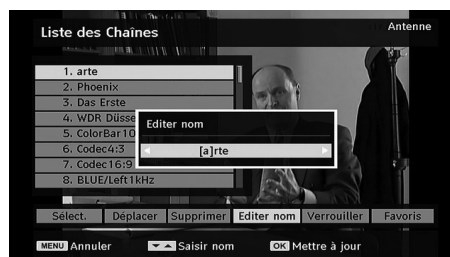 Liste des Chaînes
Antenne
1. arte
2. Phoenix
3. Das Erste
4. WDR Düsse
5. ColorBar10
6. Codec4:3
7. Codec16:9
8. BLUE/Left1kHz
Editer nom
[a]rte
Sélect. Déplacer Supprimer Editer nom Verrouiller Favoris
MENU Annuler Saisir nom OK Mettre à jour